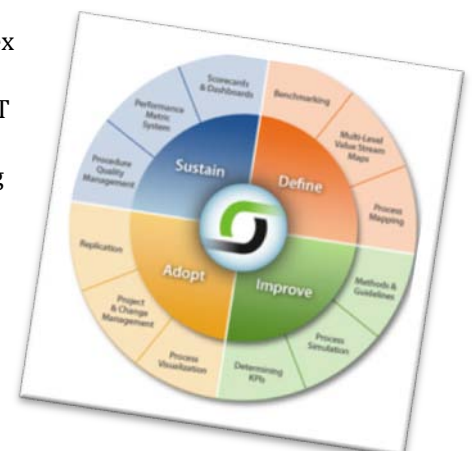 ex
T
g
Scorecards
& Dashboards
Benchmarking
Performance
Metric
System
Multi-Level
Value Stream
Maps
Procedure
Quality
Management
Sustain
Define
Process
Mapping
Replication
Adopt
Improve
Methods &
Guidelines
Project
& Change
Management
Process
Simulation
Process
Visualization
Determining
KPIs